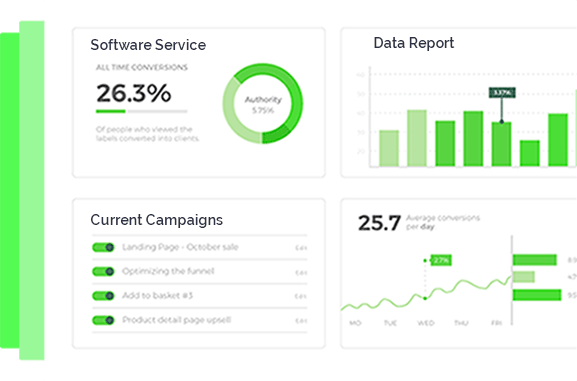 Software Service
ALL TIME CONVERSIONS
26.3%
Of people who viewed the
labels converted into clients.
Authority
5.75%
Data Report
3.37%
Current Campaigns
Landing Page - October sale
Edit
Optimizing the funnel
Edit
Add to basket #3
Edit
Product detail page upsell
Edit
25.7
Average conversions
per day
2.7%
MO TUE WED THU FRI